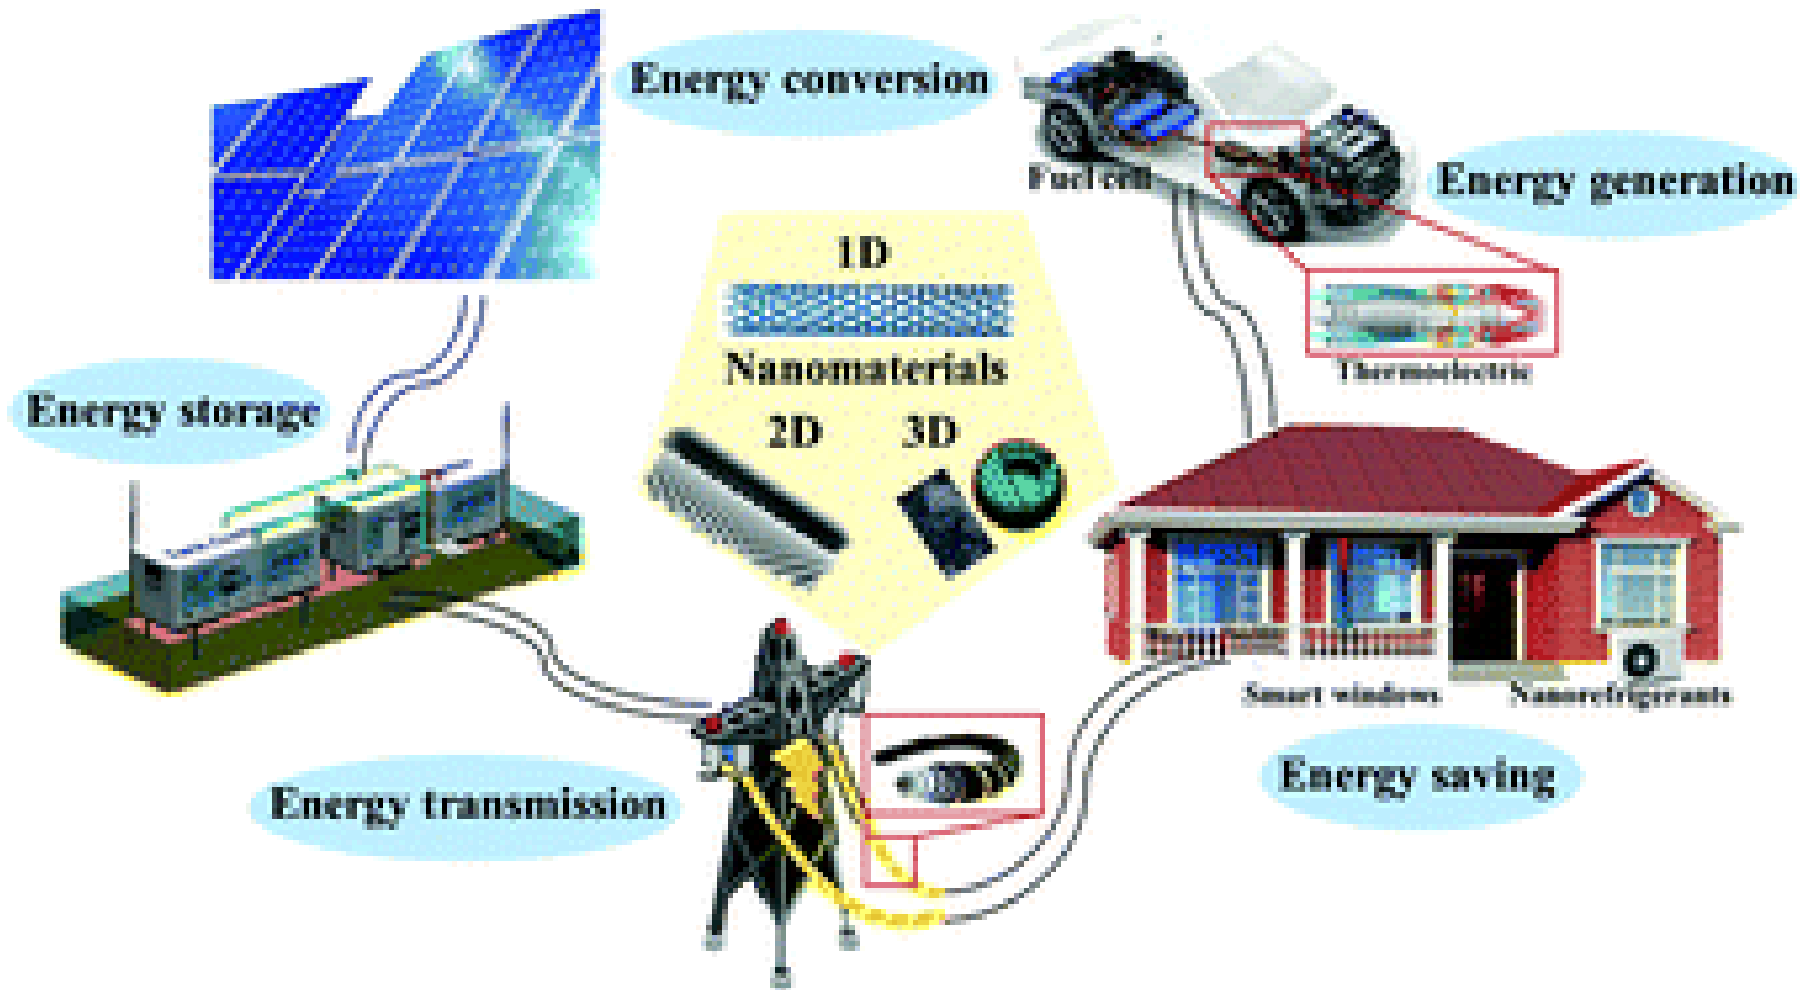 Energy conversion
Fuel cell
Energy generation
1D
Thermoelectric
Nanomaterials
Energy storage
2D
3D
Smart windows
Nanorefrigerants
Energy saving
Energy transmission